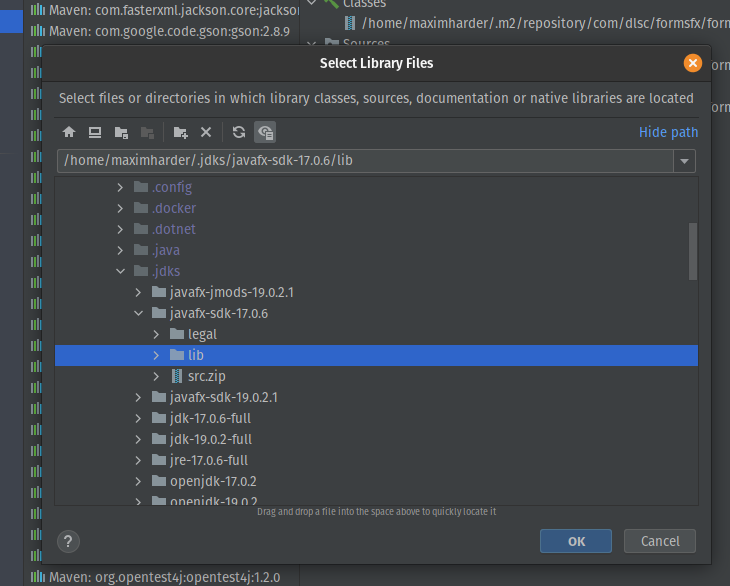 Maven: com.fasterxml.jackson.core:jackson
Classes
/home/maximharder/.m2/repository/com/dlsc/formsfx/form
Maven: com.google.code.gson:gson:2.8.9
Sources
Select Library Files
Select files or directories in which library classes, sources, documentation or native libraries are located
Hide path
/home/maximharder/.jdks/javafx-sdk-17.0.6/lib
.config
.docker
.dotnet
.java
.jdks
javafx-jmods-19.0.2.1
javafx-sdk-17.0.6
legal
lib
src.zip
javafx-sdk-19.0.2.1
jdk-17.0.6-full
jdk-19.0.2-full
jre-17.0.6-full
openjdk-17.0.2
openjdk-19.0.2
Drag and drop a file into the space above to quickly locate it
?
OK
Cancel
Maven: org.opentest4j:opentest4j:1.2.0